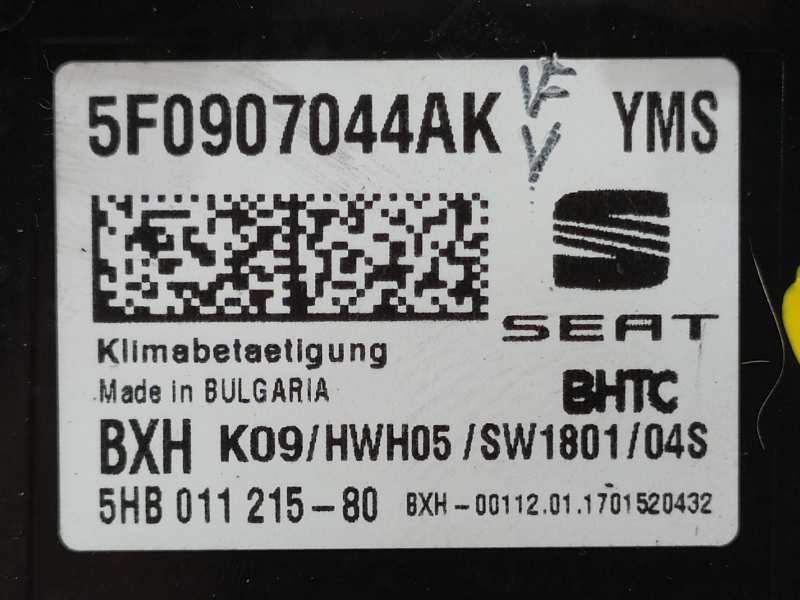 5F0907044AK YMS
VF
V
SEAT
Klimabetaetigung
Made in BULGARIA
BHTC
BXH K09/HWH05/SW1801/04S
5HB 011 215-80 BXH-00112.01.1701520432